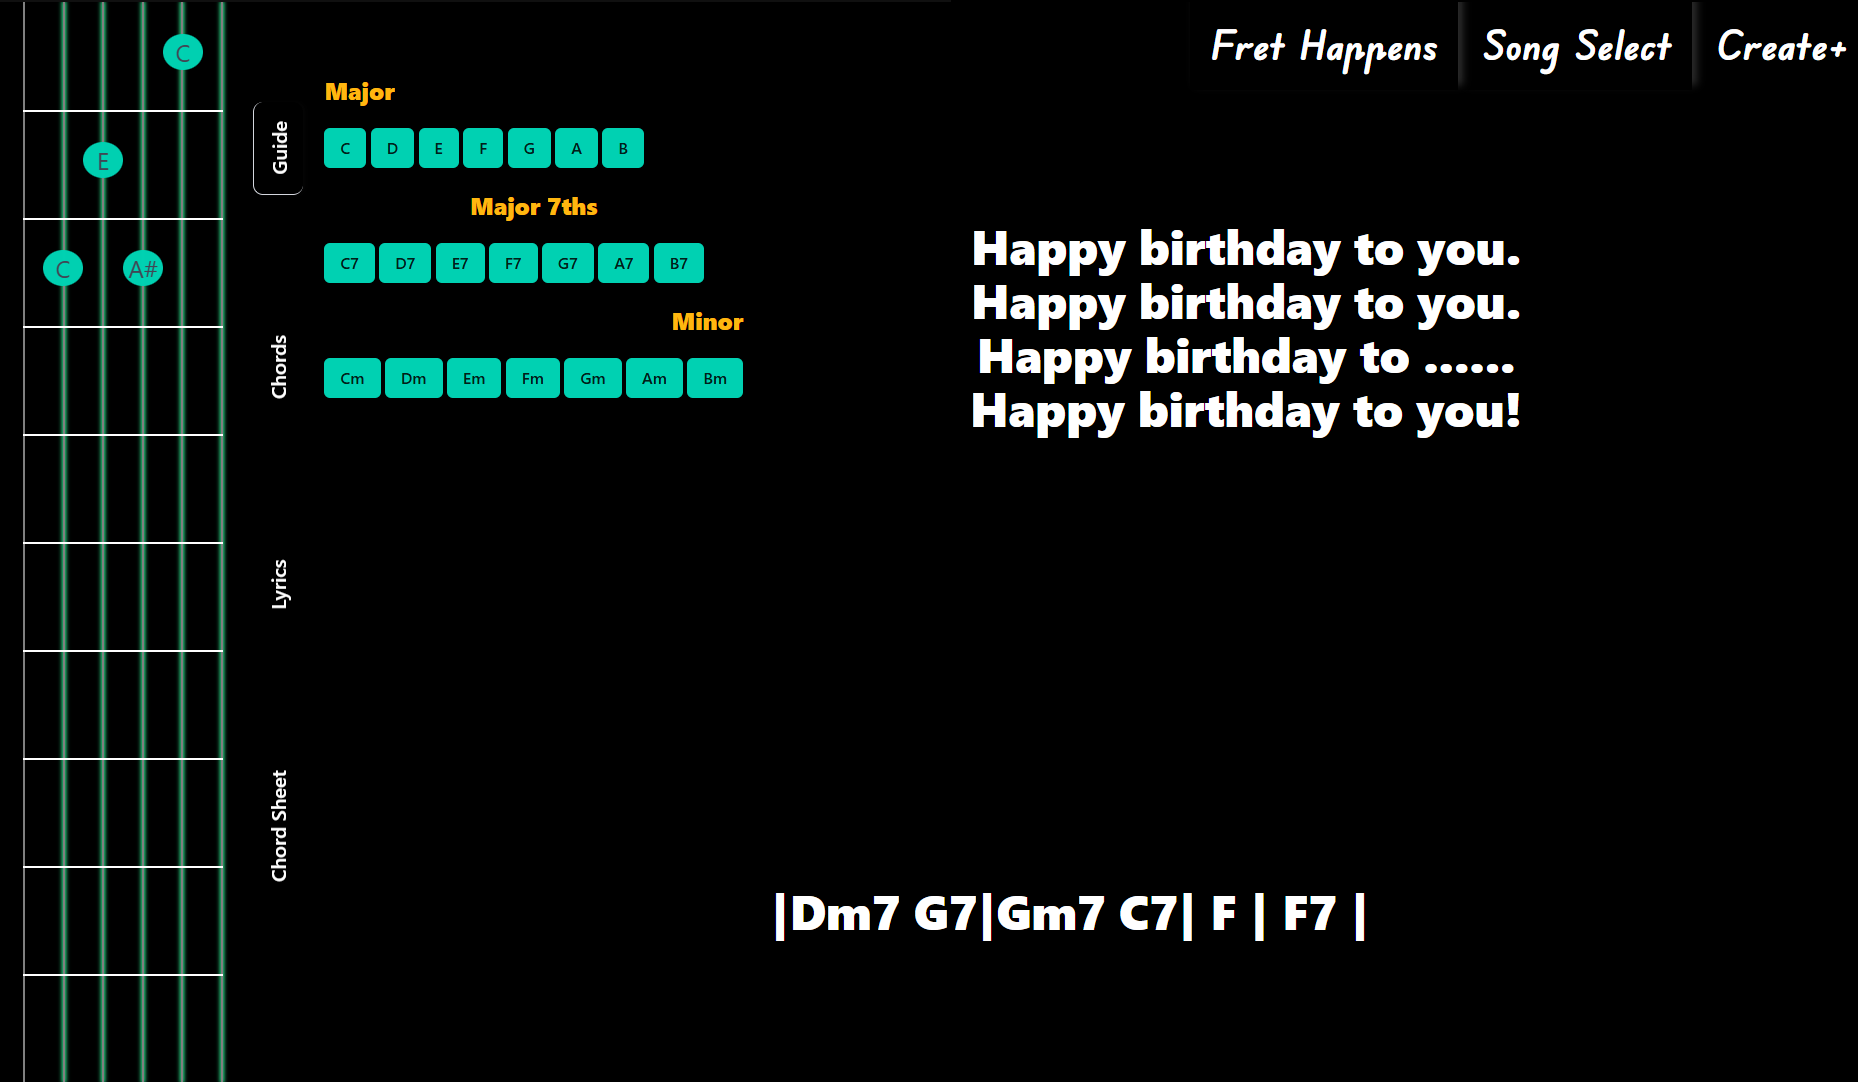 Fret Happens
Song Select
Create+
C
E
C
A#
Guide
Chords
Lyrics
Chord Sheet
Major
C D E F G A B
Major 7ths
C7 D7 E7 F7 G7 A7 B7
Minor
Cm Dm Em Fm Gm Am Bm
Happy birthday to you.
Happy birthday to you.
Happy birthday to ......
Happy birthday to you!
|Dm7 G7|Gm7 C7| F | F7 |